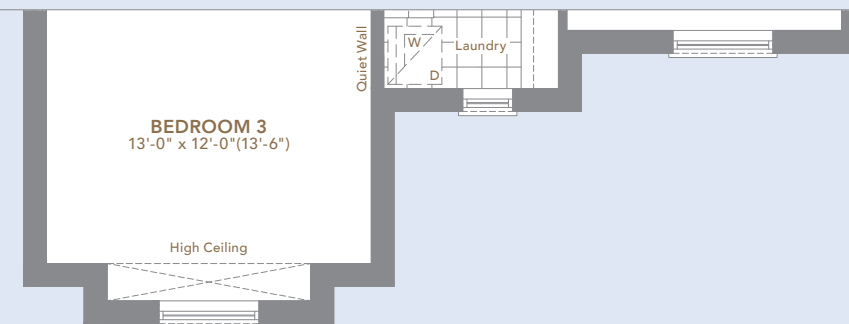 Quiet Wall
W
Laundry
D
BEDROOM 3
13'-0" x 12'-0"(13'-6")
High Ceiling